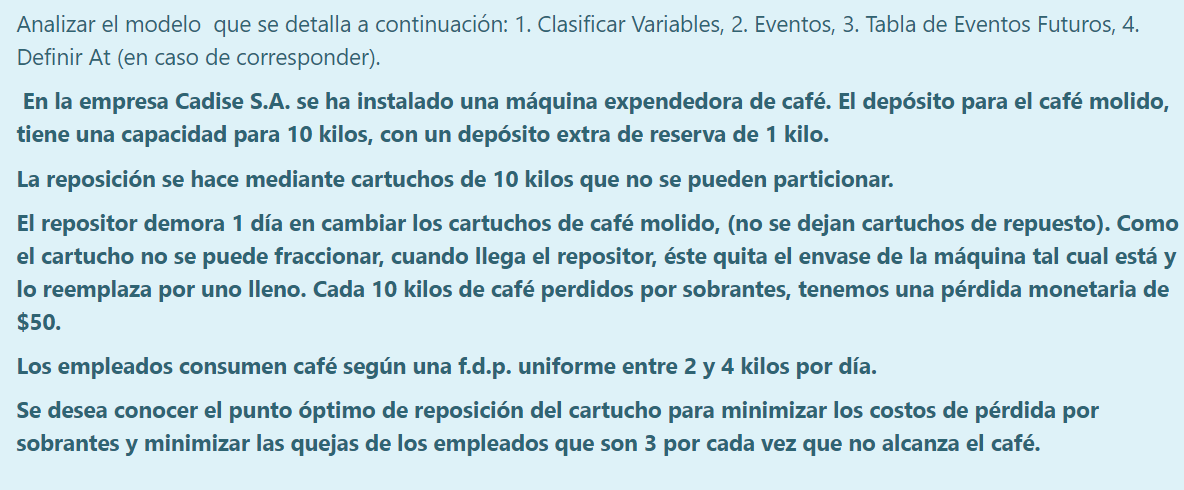 Analizar el modelo  que se detalla a continuación: 1. Clasificar Variables, 2. Eventos, 3. Tabla de Eventos Futuros, 4.
Definir At (en caso de corresponder).
En la empresa Cadise S.A. se ha instalado una máquina expendedora de café. El depósito para el café molido,
tiene una capacidad para 10 kilos, con un depósito extra de reserva de 1 kilo.
La reposición se hace mediante cartuchos de 10 kilos que no se pueden particionar.
El repositor demora 1 día en cambiar los cartuchos de café molido, (no se dejan cartuchos de repuesto). Como
el cartucho no se puede fraccionar, cuando llega el repositor, éste quita el envase de la máquina tal cual está y
lo reemplaza por uno lleno. Cada 10 kilos de café perdidos por sobrantes, tenemos una pérdida monetaria de
$50.
Los empleados consumen café según una f.d.p. uniforme entre 2 y 4 kilos por día.
Se desea conocer el punto óptimo de reposición del cartucho para minimizar los costos de pérdida por
sobrantes y minimizar las quejas de los empleados que son 3 por cada vez que no alcanza el café.